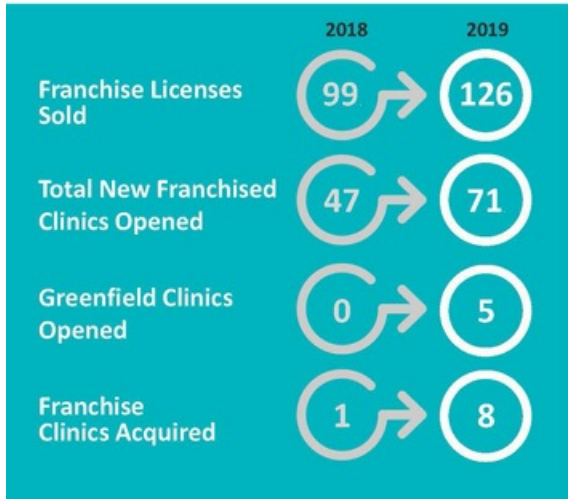 2018 2019
Franchise Licenses
Sold
99 126
Total New Franchised
Clinics Opened
47 71
Greenfield Clinics
Opened
0 5
Franchise
Clinics Acquired
1 8